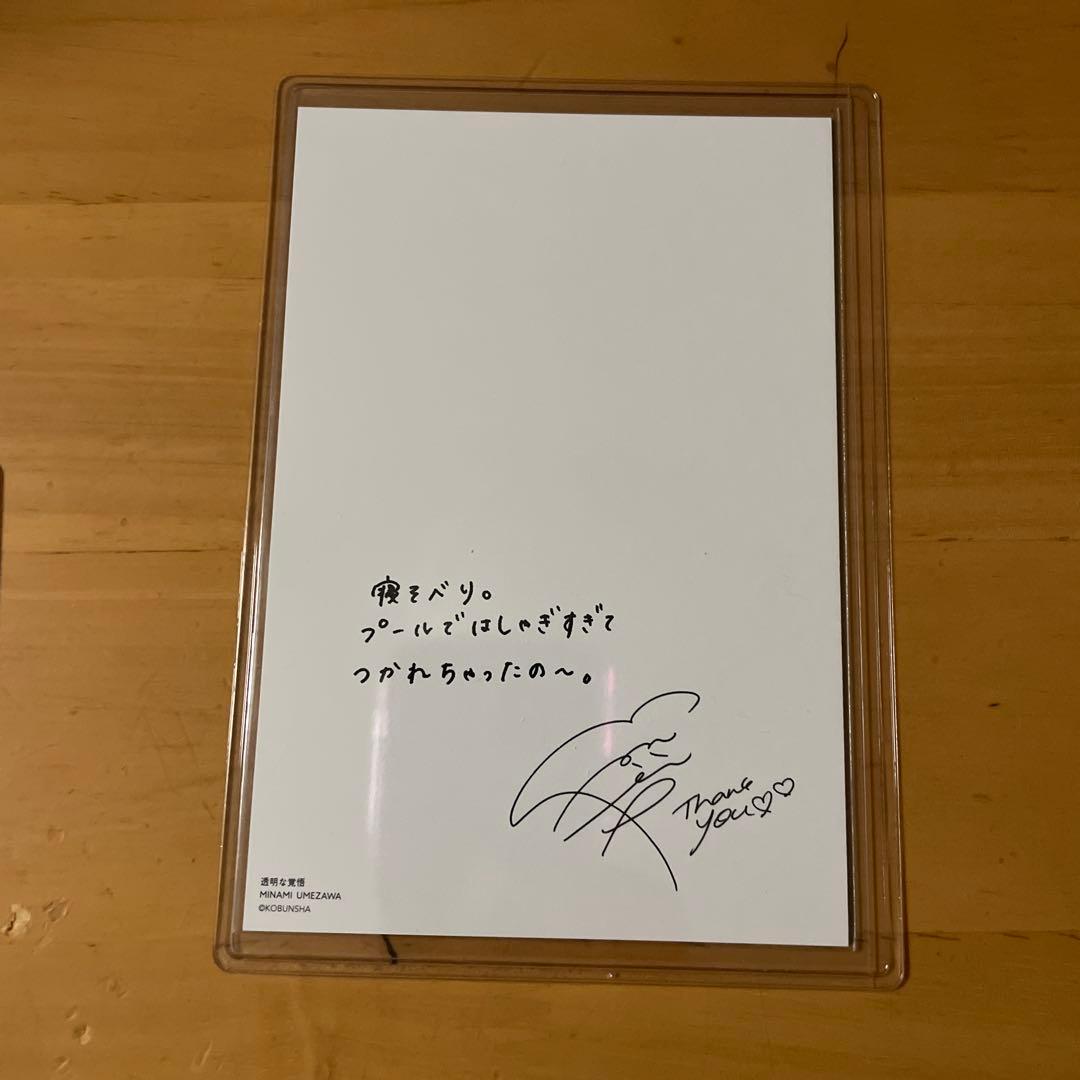 寝そべり。
プールではしゃぎすぎて
つかれちゃったの〜。
Thank
you♡♡
透明な覚悟
MINAMI UMEZAWA
©KOBUNSHA